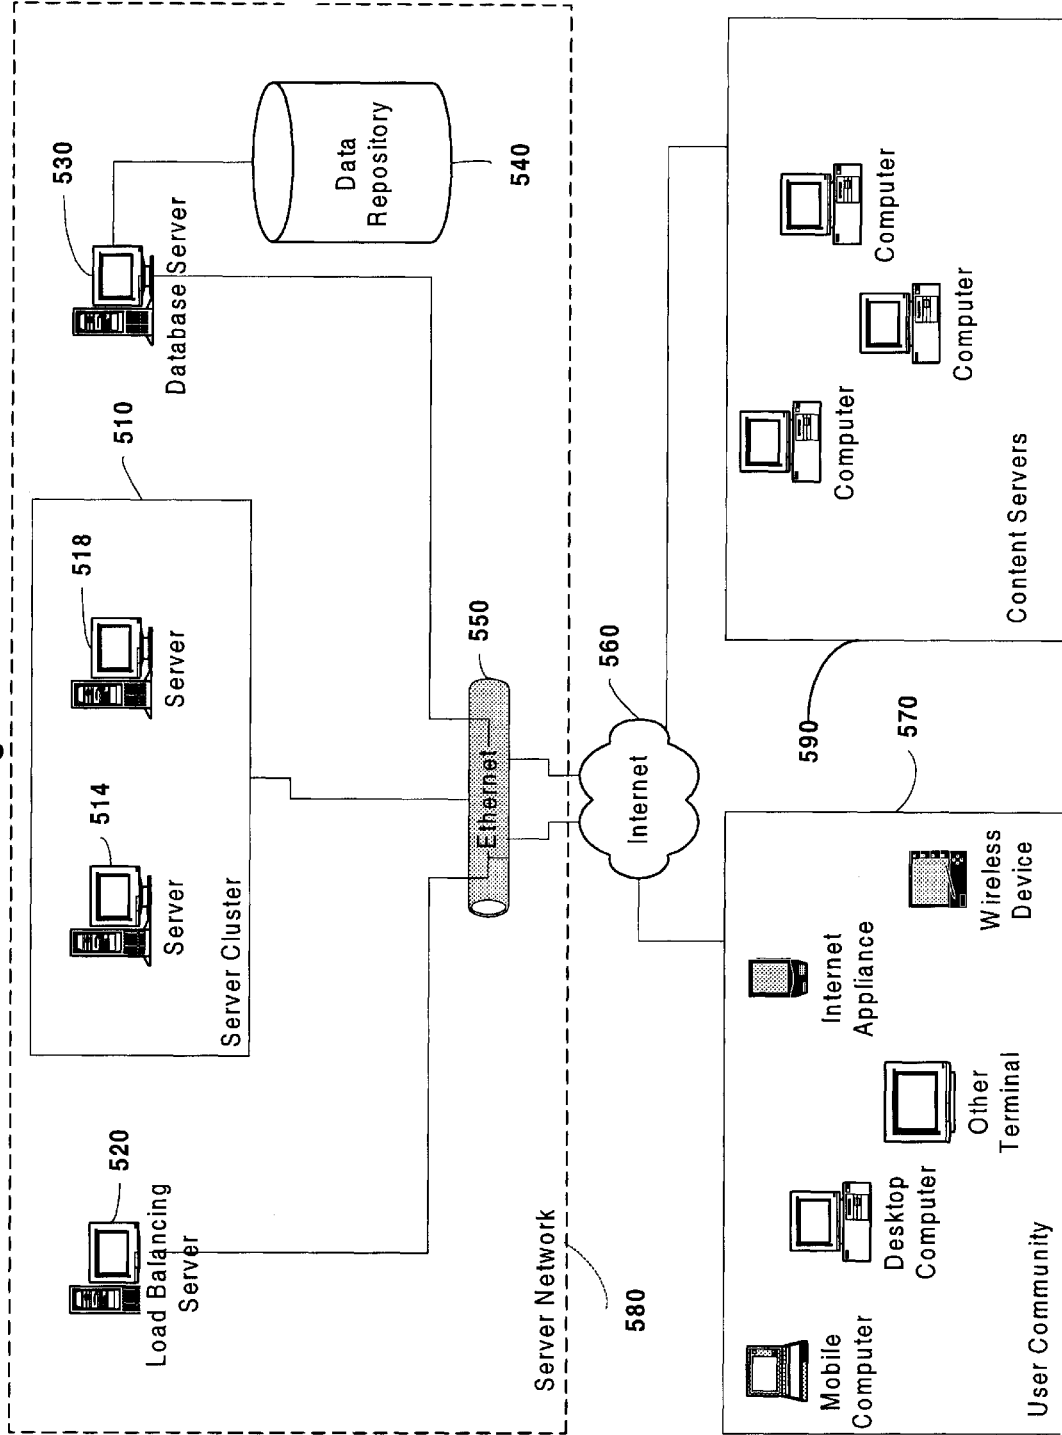 520
Load Balancing
Server
514
Server
518
Server
Server Cluster
510
530
Database Server
Data
Repository
540
Ethernet
550
Server Network
580
Internet
560
Mobile
Computer
Desktop
Computer
Other
Terminal
Internet
Appliance
Wireless
Device
User Community
570
590
Computer
Computer
Computer
Content Servers